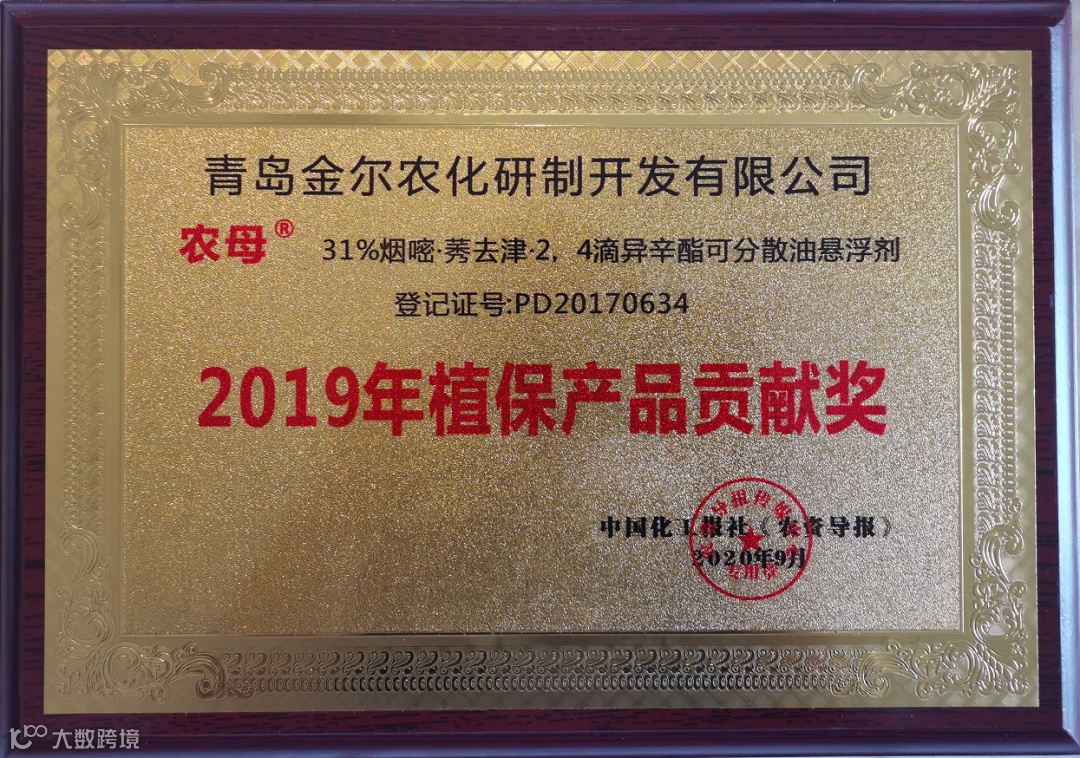 青岛金尔农化研制开发有限公司
农母® 31%烟嘧·莠去津·2，4滴异辛酯可分散油悬浮剂
登记证号:PD20170634
2019年植保产品贡献奖
中国化工报社《农资导报》
2020年9月
专用章
大数跨境